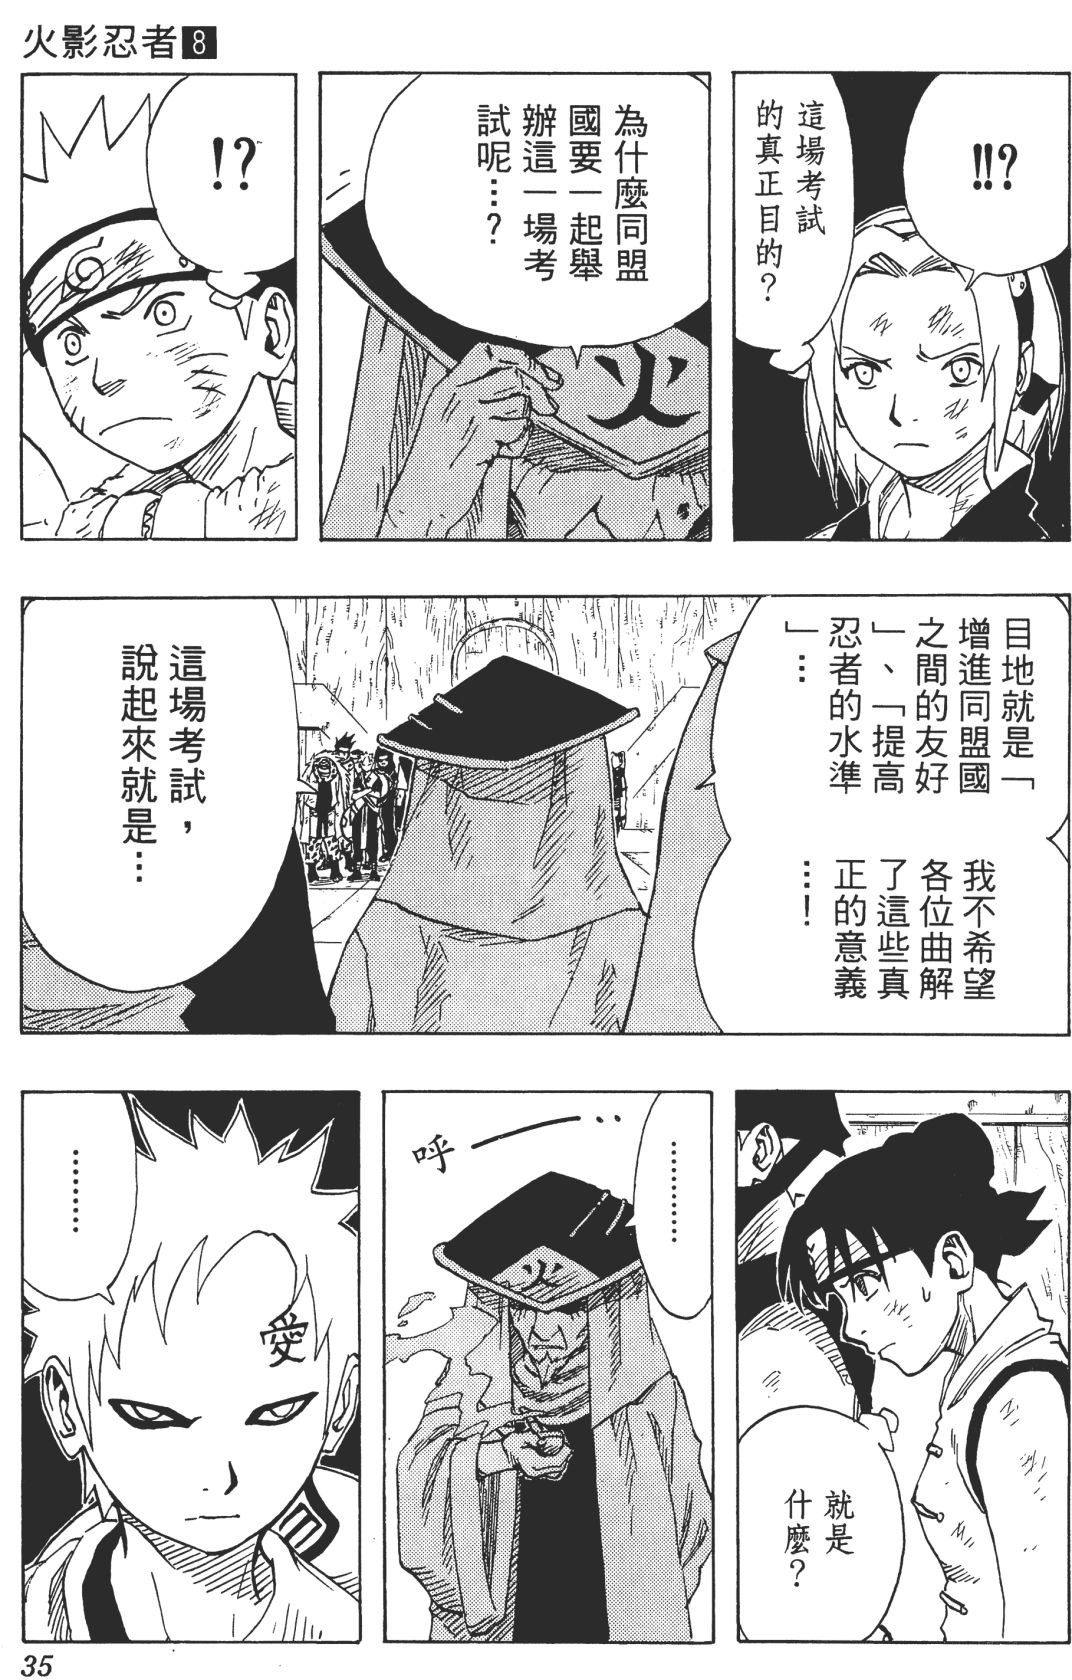 火影忍者8
!!?
這場考試
的真正目的？
為什麼同盟
國要一起舉
辦這一場考
試呢…？
火
!?
目地就是「
增進同盟國
之間的友好
」、「提高
忍者的水準
」…
我不希望
各位曲解
了這些真
正的意義
…！
這場考試，
說起來就是…
就是
什麼？
……
呼
火
……
愛
35